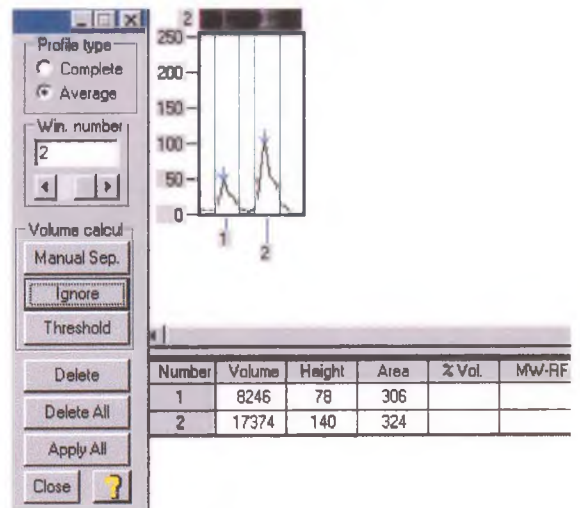 Profile type
Complete
Average
Win. number
2
Volume calcul
Manual Sep.
Ignore
Threshold
Delete
Delete All
Apply All
Close ?
2
250
200
150
100
50
0
1 2
Number Volume Height Area % Vol. MW-RF
1 8246 78 306
2 17374 140 324